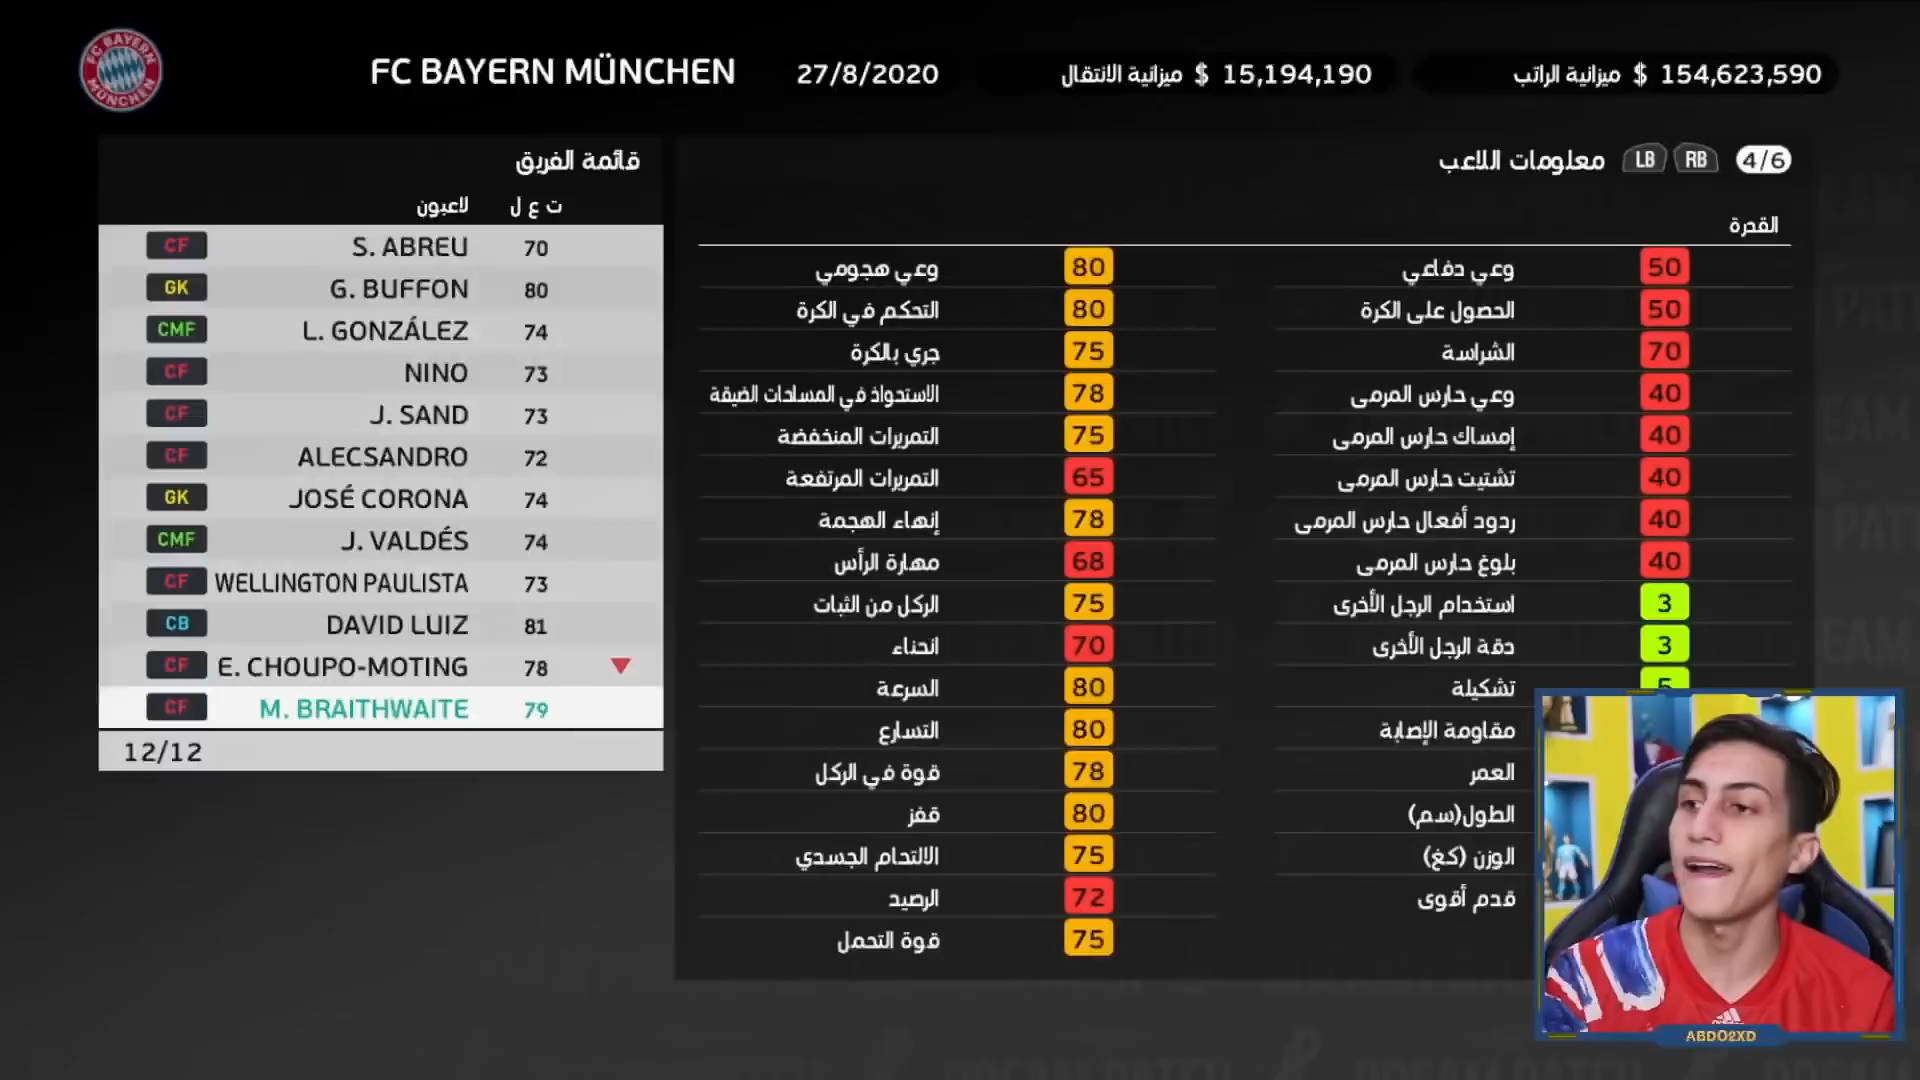 FC BAYERN MÜNCHEN
FC BAYERN MÜNCHEN 27/8/2020 ميزانية الانتقال $ 15,194,190 ميزانية الراتب $ 154,623,590
قائمة الفريق
لاعبون ت ع ل
CF S. ABREU 70
GK G. BUFFON 80
CMF L. GONZÁLEZ 74
CF NINO 73
CF J. SAND 73
CF ALECSANDRO 72
GK JOSÉ CORONA 74
CMF J. VALDÉS 74
CF WELLINGTON PAULISTA 73
CB DAVID LUIZ 81
CF E. CHOUPO-MOTING 78
CF M. BRAITHWAITE 79
12/12
معلومات اللاعب LB RB 4/6
القدرة
وعي هجومي 80
التحكم في الكرة 80
جري بالكرة 75
الاستحواذ في المساحات الضيقة 78
التمريرات المنخفضة 75
التمريرات المرتفعة 65
إنهاء الهجمة 78
مهارة الرأس 68
الركل من الثبات 75
انحناء 70
السرعة 80
التسارع 80
قوة في الركل 78
قفز 80
الالتحام الجسدي 75
الرصيد 72
قوة التحمل 75
وعي دفاعي 50
الحصول على الكرة 50
الشراسة 70
وعي حارس المرمى 40
إمساك حارس المرمى 40
تشتيت حارس المرمى 40
ردود أفعال حارس المرمى 40
بلوغ حارس المرمى 40
استخدام الرجل الأخرى 3
دقة الرجل الأخرى 3
تشكيلة
مقاومة الإصابة
العمر
الطول(سم)
الوزن (كغ)
قدم أقوى
ABDO2XD